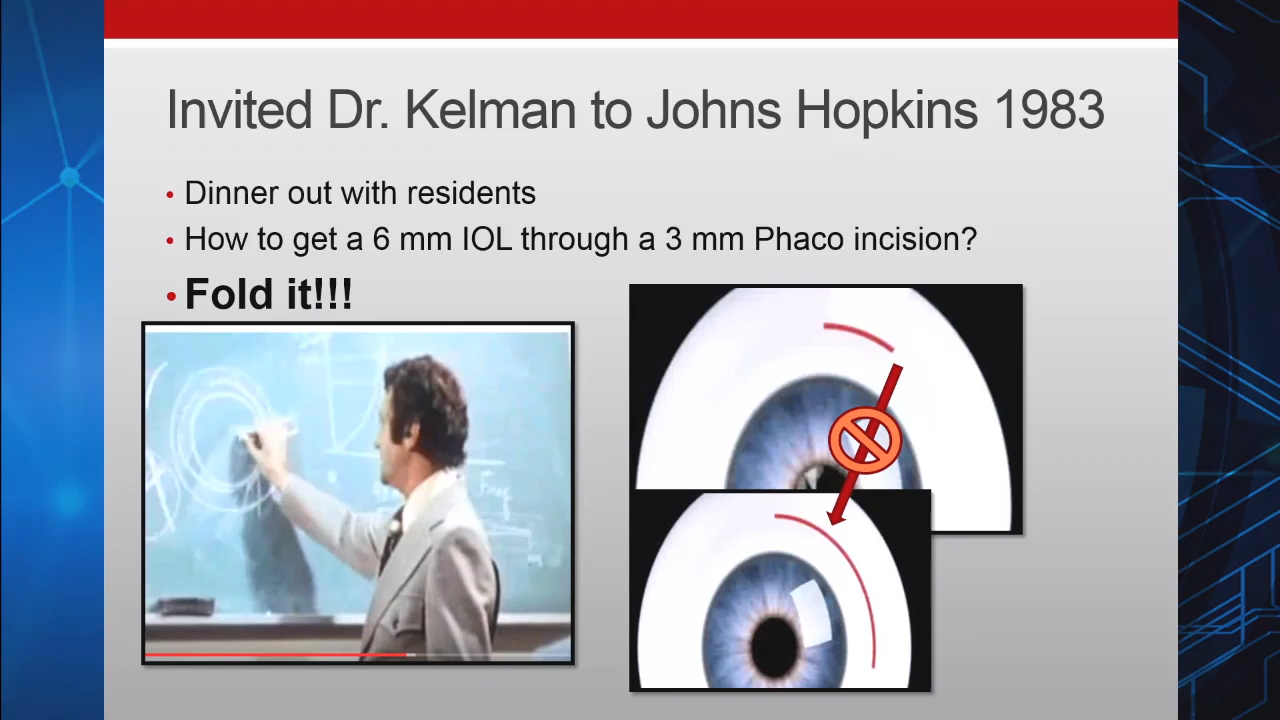 Invited Dr. Kelman to Johns Hopkins 1983
• Dinner out with residents
• How to get a 6 mm IOL through a 3 mm Phaco incision?
• Fold it!!!